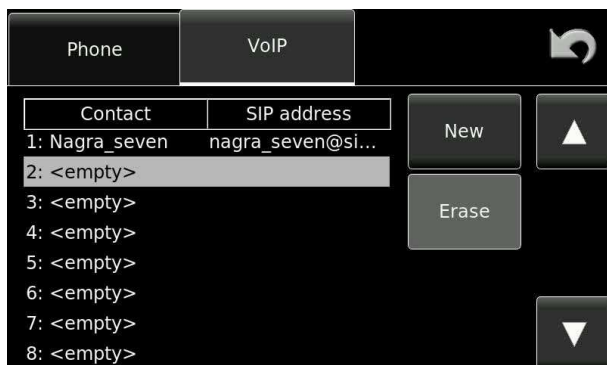 Phone VoIP
Contact SIP address
1: Nagra_seven nagra_seven@si...
2: <empty>
3: <empty>
4: <empty>
5: <empty>
6: <empty>
7: <empty>
8: <empty>
New
Erase